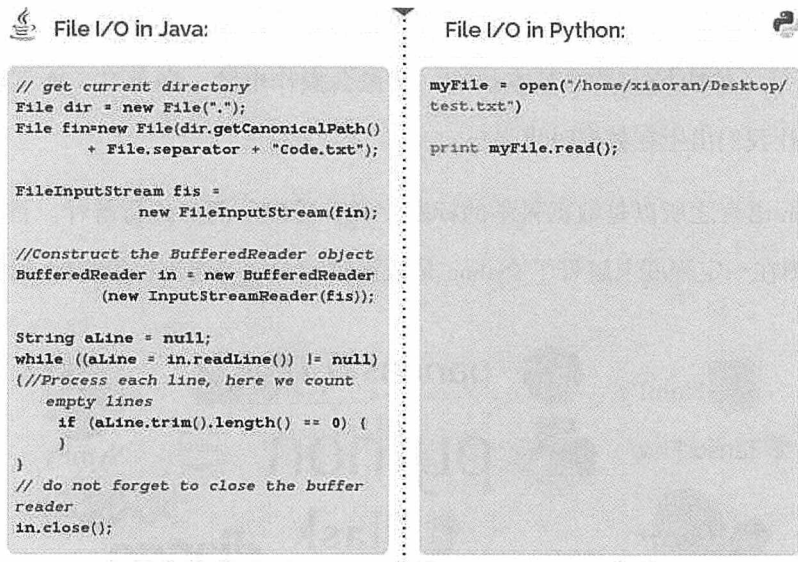 File I/O in Java:
// get current directory
File dir = new File(".");
File fin=new File(dir.getCanonicalPath()
+ File.separator + "Code.txt");
FileInputStream fis =
new FileInputStream(fin);
//Construct the BufferedReader object
BufferedReader in = new BufferedReader
(new InputStreamReader(fis));
String aLine = null;
while ((aLine = in.readLine()) != null)
{//Process each line, here we count
empty lines
if (aLine.trim().length() == 0) {
}
}
// do not forget to close the buffer
reader
in.close();
File I/O in Python:
myFile = open("/home/xiaoran/Desktop/
test.txt")
print myFile.read();